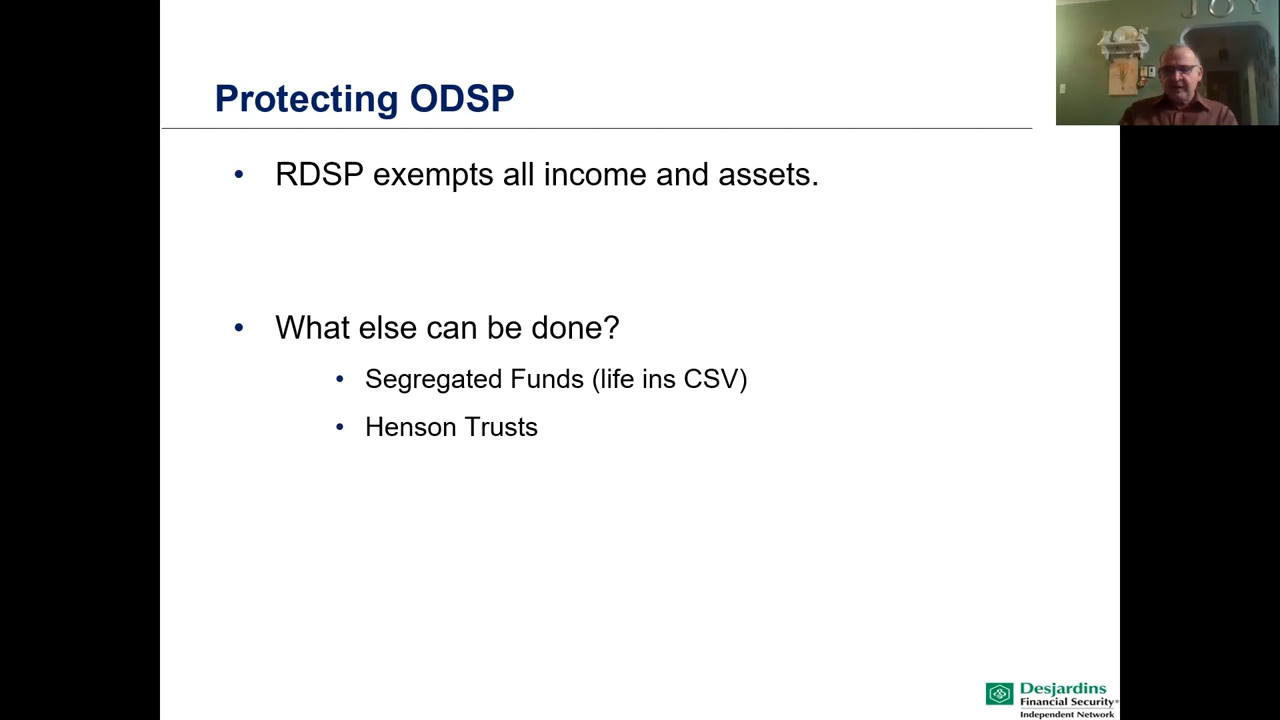 JOY
Protecting ODSP
• RDSP exempts all income and assets.
• What else can be done?
• Segregated Funds (life ins CSV)
• Henson Trusts
Desjardins
Financial Security®
Independent Network